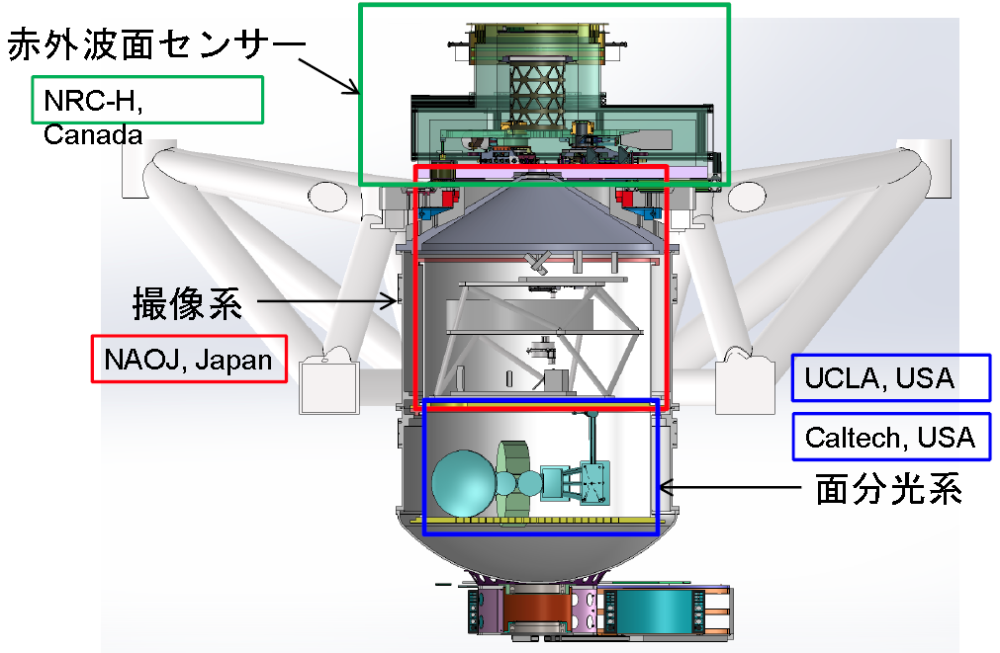 赤外波面センサー
NRC-H,
Canada
撮像系
NAOJ, Japan
UCLA, USA
Caltech, USA
面分光系